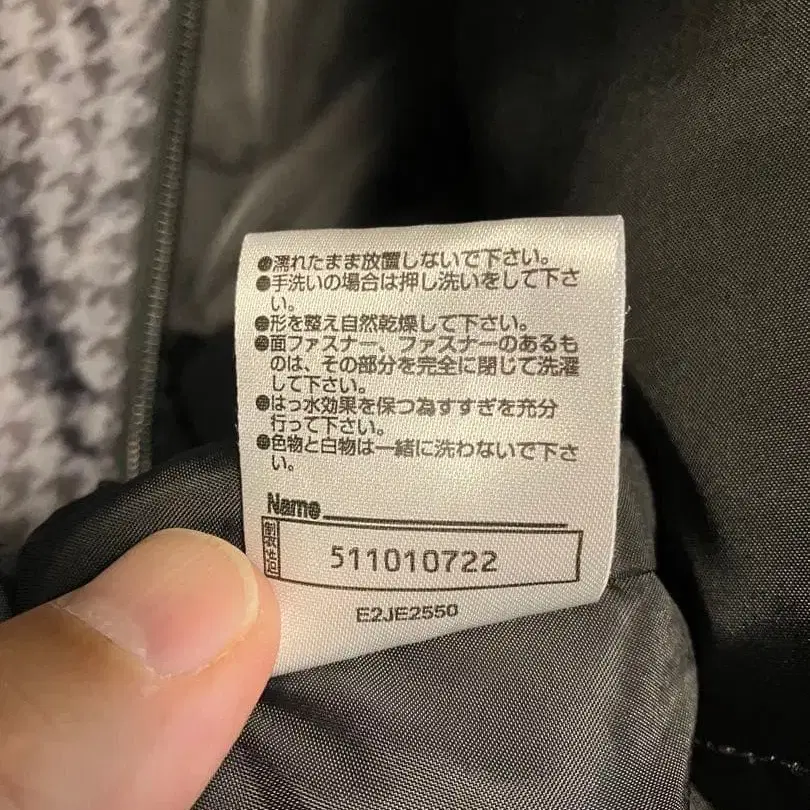 ●濡れたまま放置しないで下さい。
●手洗いの場合は押し洗いをして下さ
い。
●形を整え自然乾燥して下さい。
●面ファスナー、ファスナーのあるも
のは、その部分を完全に閉じて洗濯
して下さい。
●はっ水効果を保つ為すすぎを充分
行って下さい。
●色物と白物は一緒に洗わないで下さ
い。
Name
511010722
E2JE2550